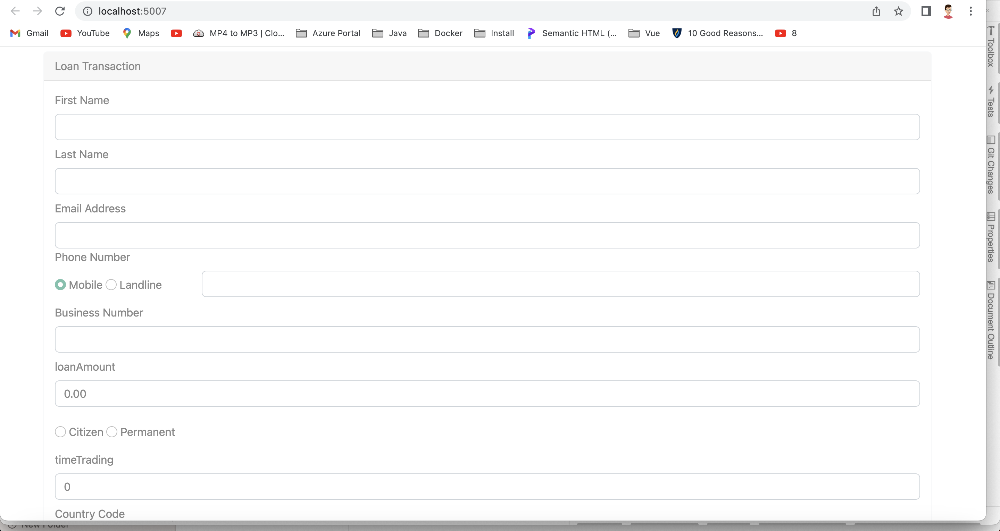 localhost:5007
Gmail YouTube Maps MP4 to MP3 | Clo... Azure Portal Java Docker Install Semantic HTML (... Vue 10 Good Reasons... 8
Loan Transaction
First Name
Last Name
Email Address
Phone Number
Mobile Landline
Business Number
loanAmount
0.00
Citizen Permanent
timeTrading
0
Country Code
New Folder
Toolbox
Tests
Git Changes
Properties
Document Outline